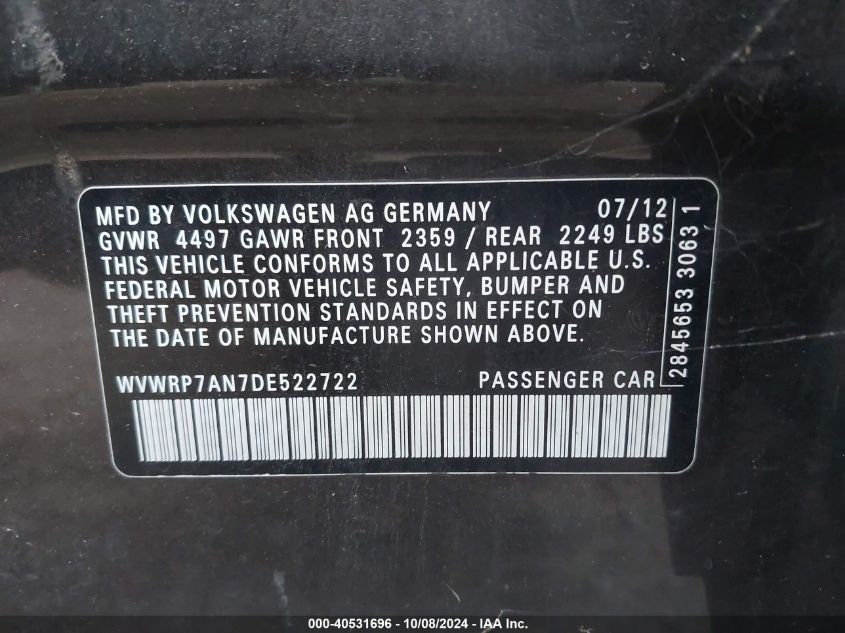 MFD BY VOLKSWAGEN AG GERMANY 07/12
GVWR 4497 GAWR FRONT 2359 / REAR 2249 LBS
THIS VEHICLE CONFORMS TO ALL APPLICABLE U.S.
FEDERAL MOTOR VEHICLE SAFETY, BUMPER AND
THEFT PREVENTION STANDARDS IN EFFECT ON
THE DATE OF MANUFACTURE SHOWN ABOVE.
WVWRP7AN7DE522722 PASSENGER CAR
2845653 30631
000-40531696 - 10/08/2024 - IAA Inc.